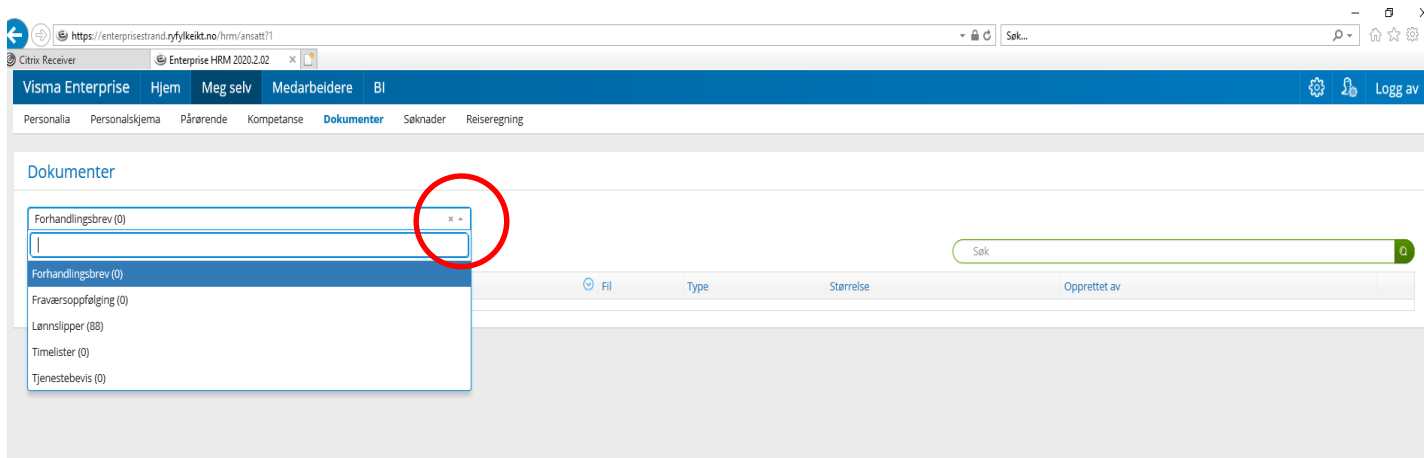 https://enterprisestrand.ryfylkeikt.no/hrm/ansatt?1 Søk...
Citrix Receiver Enterprise HRM 2020.2.02
Visma Enterprise Hjem Meg selv Medarbeidere BI Logg av
Personalia Personalskjema Pårørende Kompetanse Dokumenter Søknader Reiseregning
Dokumenter
Forhandlingsbrev (0)
Søk
Forhandlingsbrev (0)
Fil Type Størrelse Opprettet av
Fraværsoppfølging (0)
Lønnslipper (88)
Timelister (0)
Tjenestebevis (0)